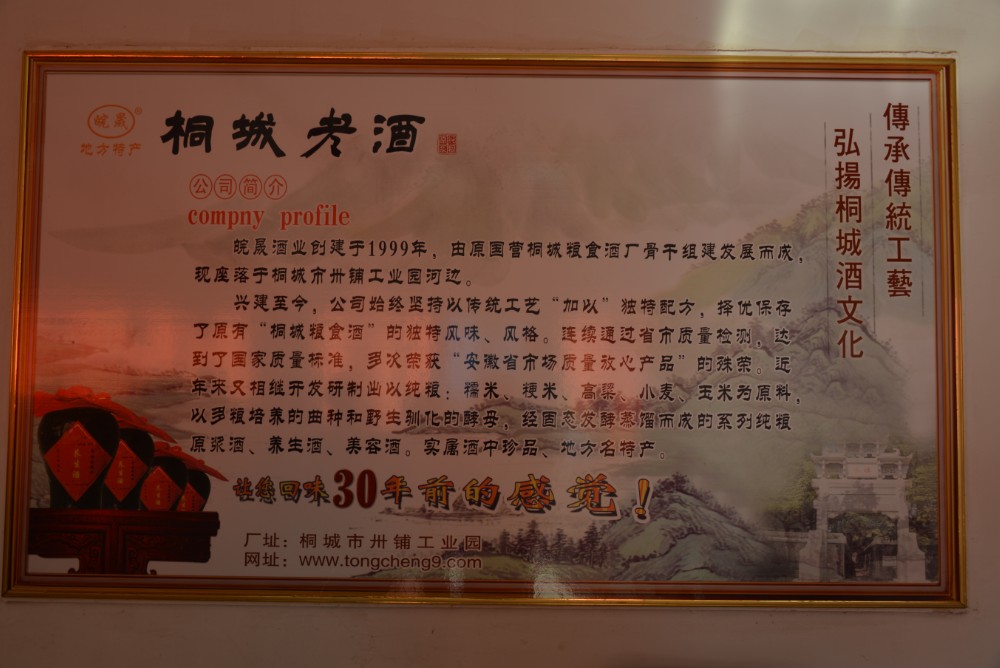 皖晟®
地方特产
桐城老酒
公司简介
compny profile
傳承傳統工藝
弘揚桐城酒文化
皖晟酒业创建于1999年，由原国营桐城粮食酒厂骨干组建发展而成，
现座落于桐城市卅铺工业园河边。
兴建至今，公司始终坚持以传统工艺“加以”独特配方，择优保存
了原有“桐城粮食酒”的独特风味、风格。连续通过省市质量检测，达
到了国家质量标准，多次荣获“安徽省市场质量放心产品”的殊荣。近
年来又相继开发研制出以纯粮：糯米、粳米、高粱、小麦、玉米为原料，
以多粮培养的曲种和野生驯化的酵母，经固态发酵蒸馏而成的系列纯粮
原浆酒、养生酒、美容酒。实属酒中珍品、地方名特产。
让您回味30年前的感觉！
厂址：桐城市卅铺工业园
网址：www.tongcheng9.com